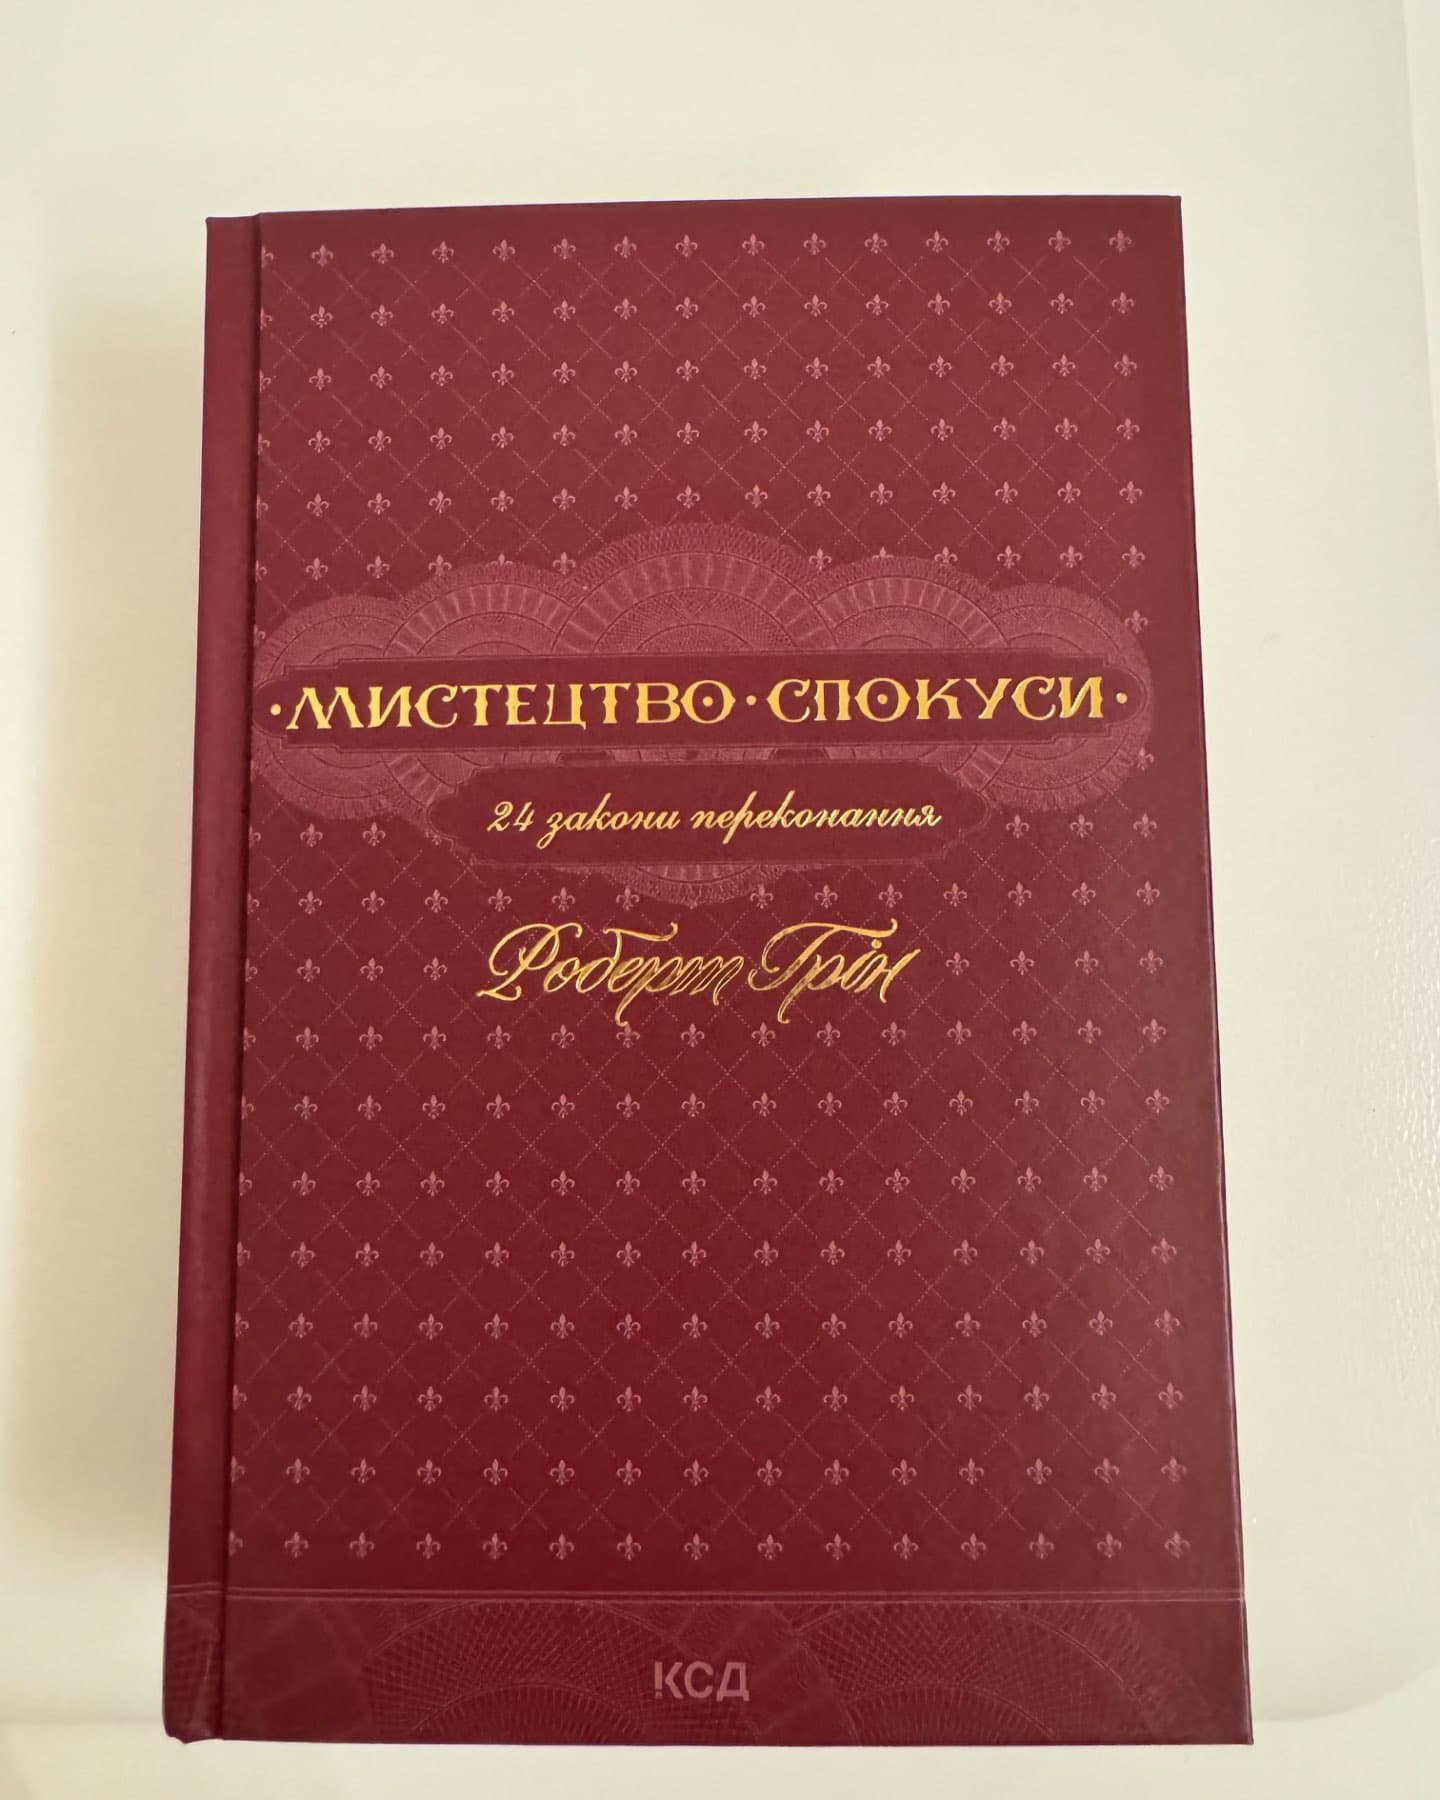 ·МИСТЕЦТВО·СПОКУСИ·
24 закони переконання
Роберт Грін
КСД